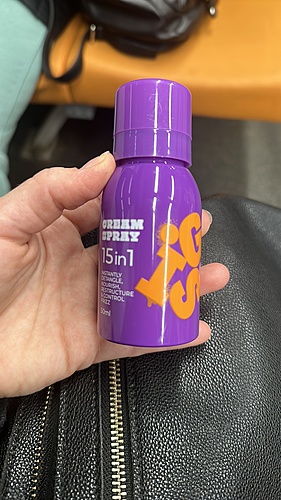 CREAM
SPRAY
15in1
INSTANTLY
DETANGLE,
NOURISH,
RESTRUCTURE
& CONTROL
FRIZZ